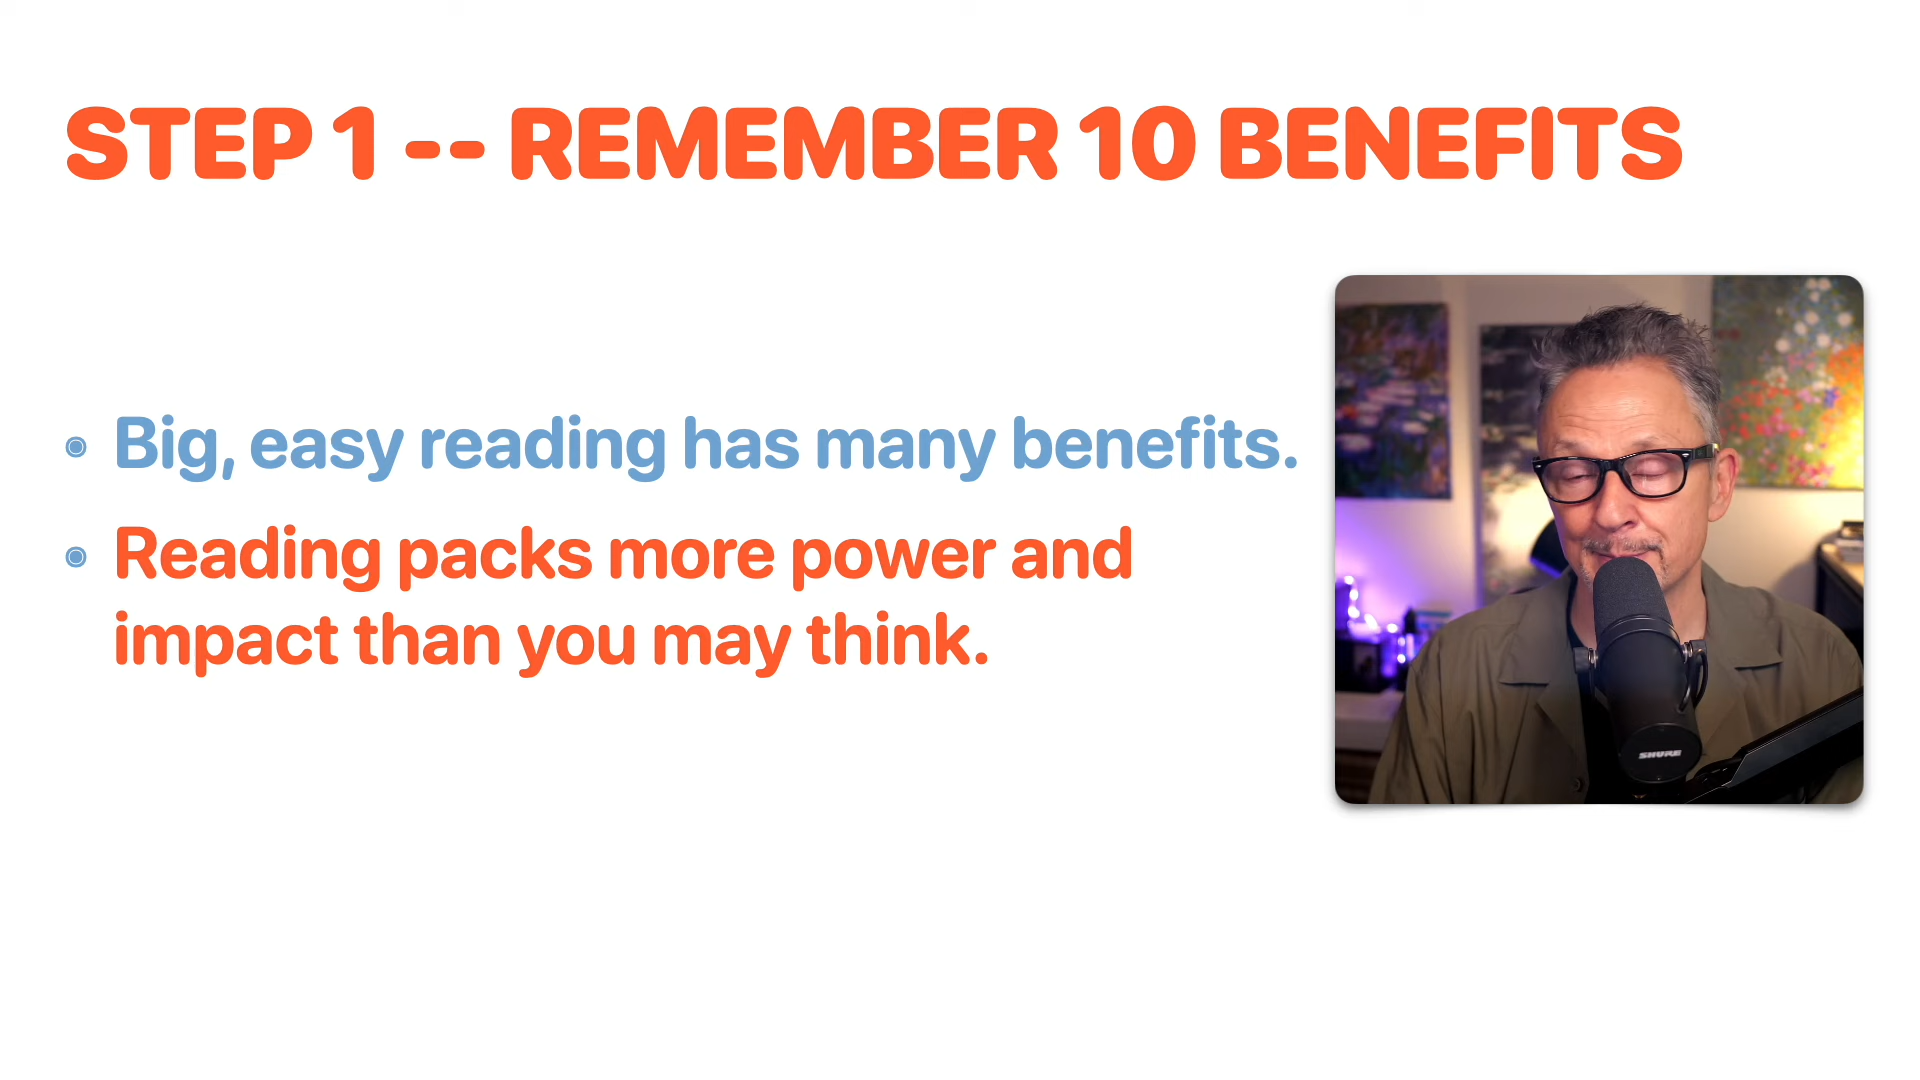 STEP 1 -- REMEMBER 10 BENEFITS
Big, easy reading has many benefits.
Reading packs more power and
impact than you may think.
SHURE